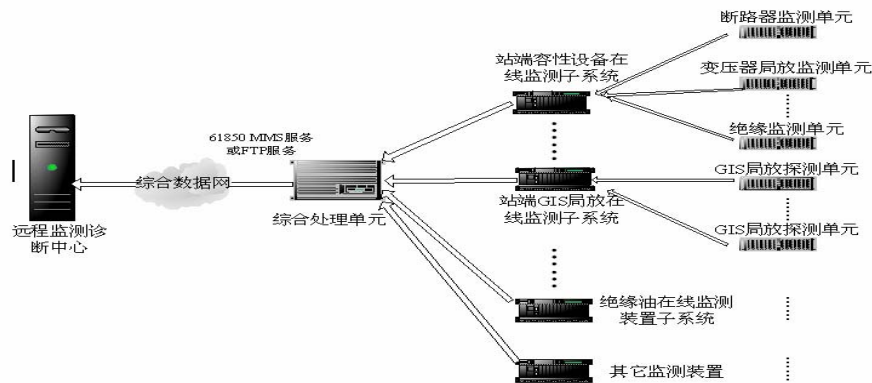 断路器监测单元
站端容性设备在
线监测子系统
变压器局放监测单元
61850 MMS服务
或FTP服务
绝缘监测单元
综合数据网
GIS局放探测单元
综合处理单元
站端GIS局放在
线监测子系统
远程监测诊
断中心
GIS局放探测单元
绝缘油在线监测
装置子系统
其它监测装置